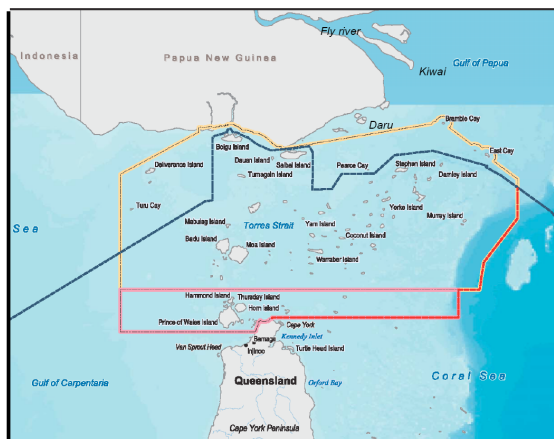 Fly river
Indonesia
Papua New Guinea
Gulf of Papua
Kiwai
Bramble Cay
Daru
Boigu Island
East Cay
Dauan Island
Deliverance Island
Saibai Island
Pearce Cay
Stephen Island
Tumagoin Island
Darnley Island
Turu Cay
Yorke Island
Murray Island
Mabuiag Island
Sea
Torres Strait
Yam Island
Coconut Island
Badu Island
Moa Island
Warraber Island
Hammond Island
Thursday Island
Horn Island
Prince of Wales Island
Cape York
Bamaga
Kennedy Inlet
Van Sprout Head
Injinoo
Turtle Head Island
Coral Sea
Gulf of Carpentaria
Queensland
Orford Bay
Cape York Peninsula